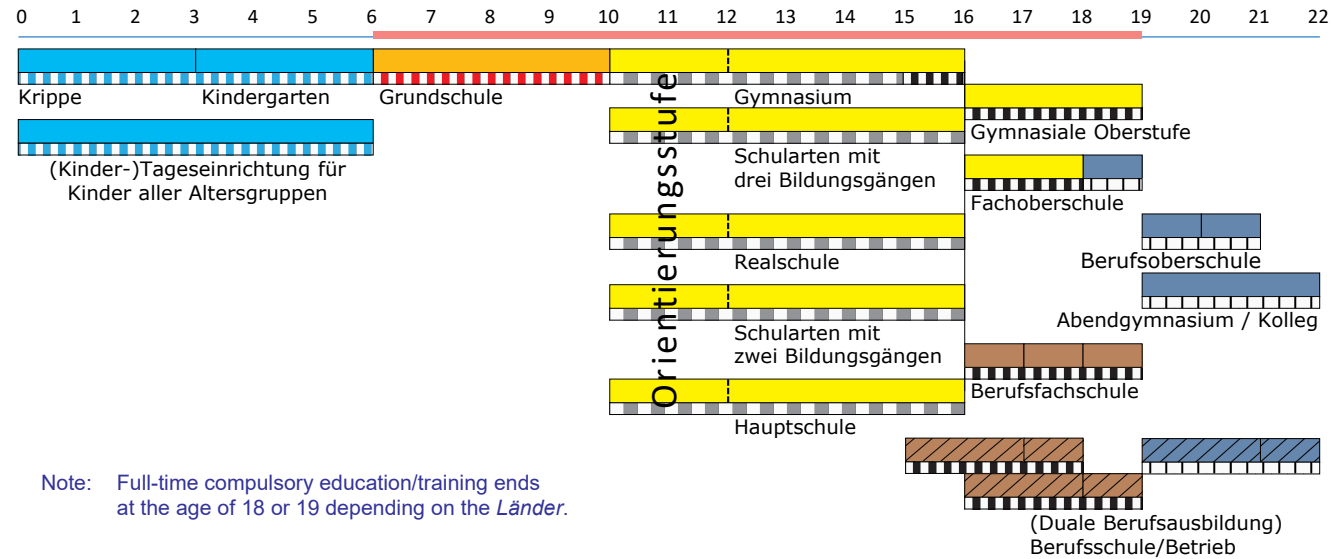 0 1 2 3 4 5 6 7 8 9 10 11 12 13 14 15 16 17 18 19 20 21 22
Krippe Kindergarten Grundschule Gymnasium
Orientierungsstufe
Gymnasiale Oberstufe
(Kinder-)Tageseinrichtung für
Kinder aller Altersgruppen
Schularten mit
drei Bildungsgängen
Fachoberschule
Realschule
Berufsoberschule
Abendgymnasium / Kolleg
Schularten mit
zwei Bildungsgängen
Berufsfachschule
Hauptschule
Note: Full-time compulsory education/training ends
at the age of 18 or 19 depending on the Länder.
(Duale Berufsausbildung)
Berufsschule/Betrieb